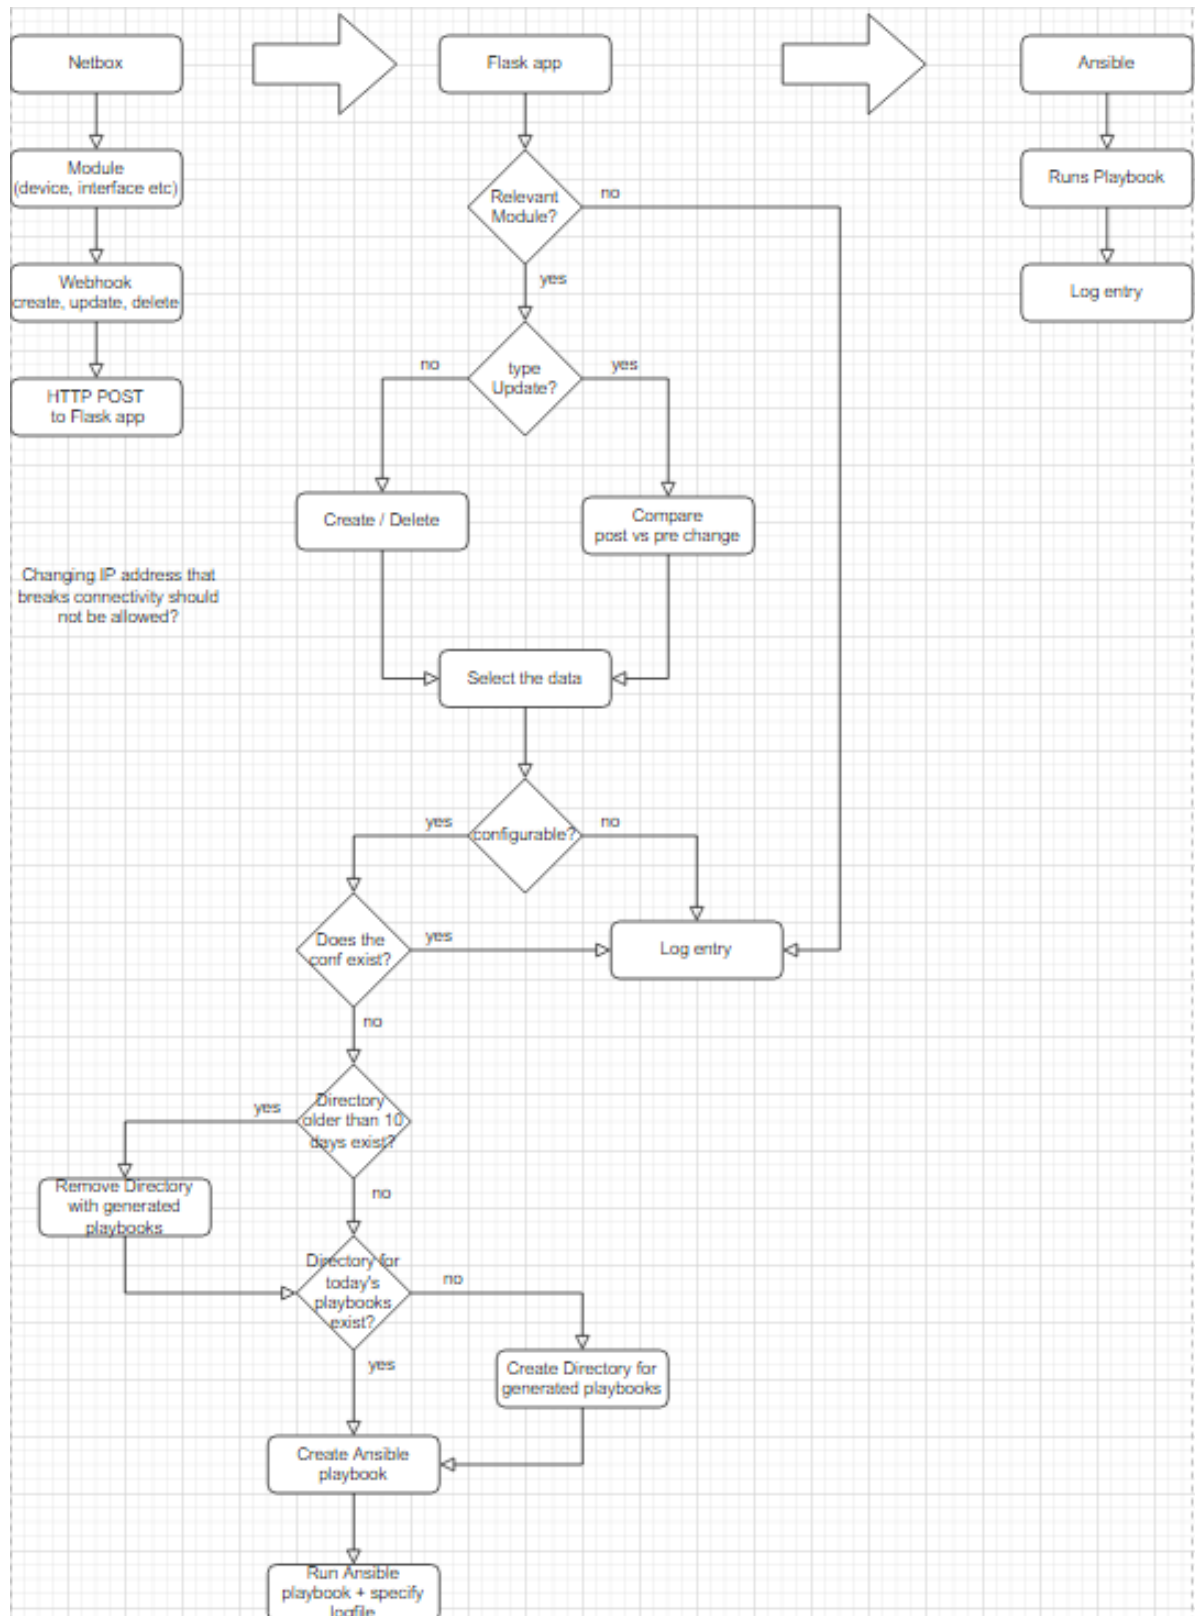 Netbox
Flask app
Ansible
Module
(device, interface etc)
Relevant
Module?
no
Runs Playbook
yes
Webhook
create, update, delete
Log entry
no
type
Update?
yes
HTTP POST
to Flask app
Create / Delete
Compare
post vs pre change
Changing IP address that
breaks connectivity should
not be allowed?
Select the data
yes
configurable?
no
Does the
conf exist?
yes
Log entry
no
Directory
older than 10
days exist?
yes
Remove Directory
with generated
playbooks
no
Directory for
today's
playbooks
exist?
no
yes
Create Directory for
generated playbooks
Create Ansible
playbook
Run Ansible
playbook + specify
logfile